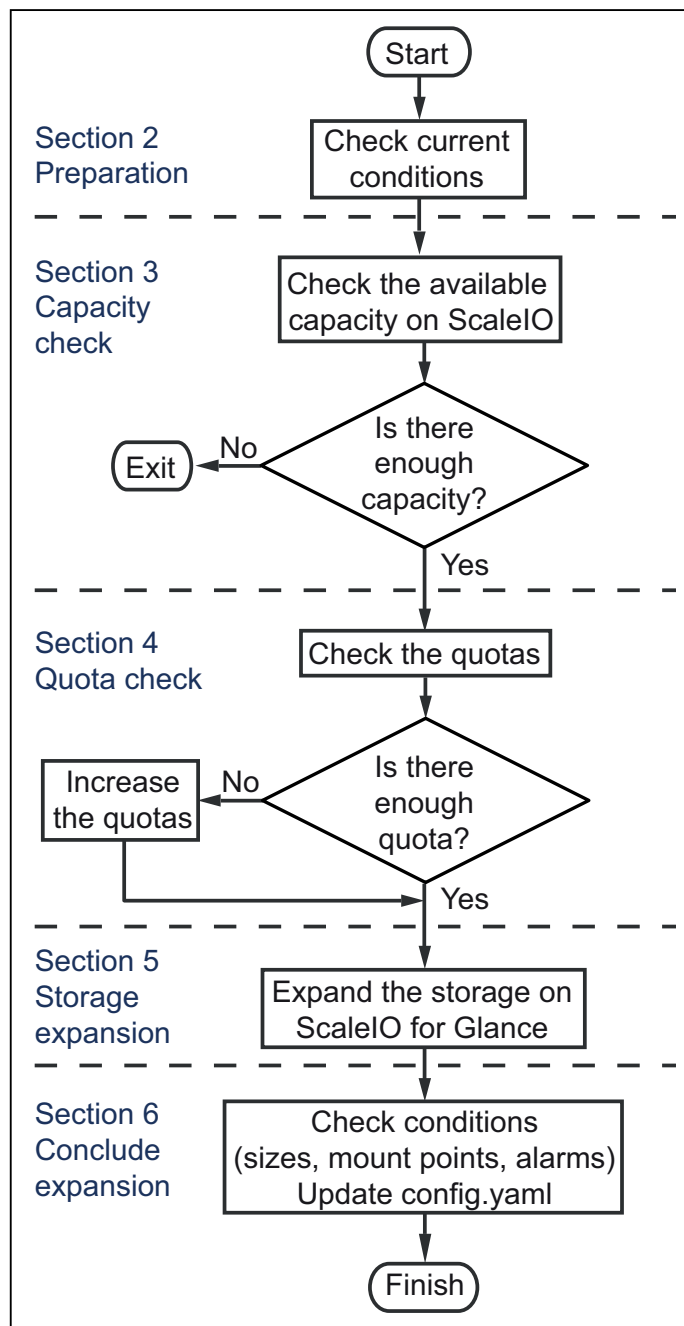 Start
Section 2
Preparation
Check current
conditions
Section 3
Capacity
check
Check the available
capacity on ScaleIO
Is there
enough
capacity?
No
Exit
Yes
Section 4
Quota check
Check the quotas
Is there
enough
quota?
No
Increase
the quotas
Yes
Section 5
Storage
expansion
Expand the storage on
ScaleIO for Glance
Section 6
Conclude
expansion
Check conditions
(sizes, mount points, alarms)
Update config.yaml
Finish